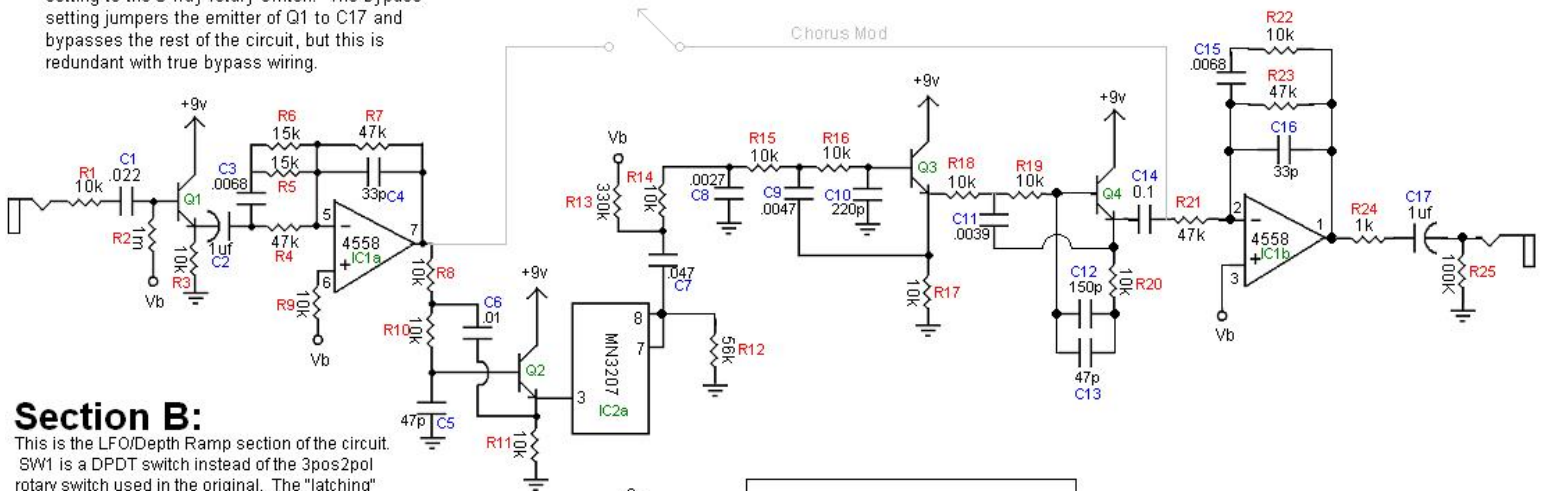 setting to the 3-way rotary switch. The bypass
setting jumpers the emitter of Q1 to C17 and
bypasses the rest of the circuit, but this is
redundant with true bypass wiring.
Chorus Mod
R1
10k
C1
.022
R2
1m
Vb
+9v
Q1
R3
10k
C2
1uf
C3
.0068
R6
15k
15k
R5
R7
47k
33p
C4
47k
R4
5
7
4558
IC1a
6
R9
10k
Vb
R8
10k
R10
10k
C6
.01
+9v
Q2
47p
C5
R11
10k
3
MN3207
IC2a
8
7
R12
56k
.047
C7
Vb
R13
330k
R14
10k
.0027
C8
R15
10k
C9
.0047
R16
10k
C10
220p
+9v
Q3
R17
10k
R18
10k
C11
.0039
R19
10k
+9v
Q4
C12
150p
47p
C13
R20
10k
C14
0.1
R21
47k
C15
.0068
R22
10k
R23
47k
C16
33p
2
1
4558
IC1b
3
Vb
R24
1k
C17
1uf
R25
100K
Section B:
This is the LFO/Depth Ramp section of the circuit.
SW1 is a DPDT switch instead of the 3pos2pol
rotary switch used in the original. The "latching"